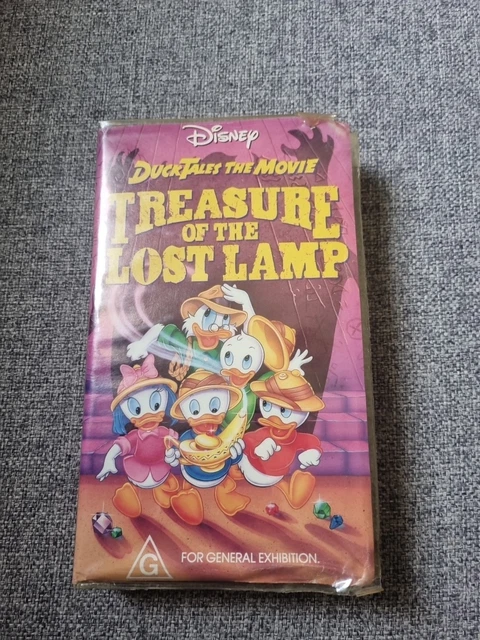 Disney
DUCKTALES THE MOVIE
TREASURE
OF THE
LOST LAMP
G
FOR GENERAL EXHIBITION.